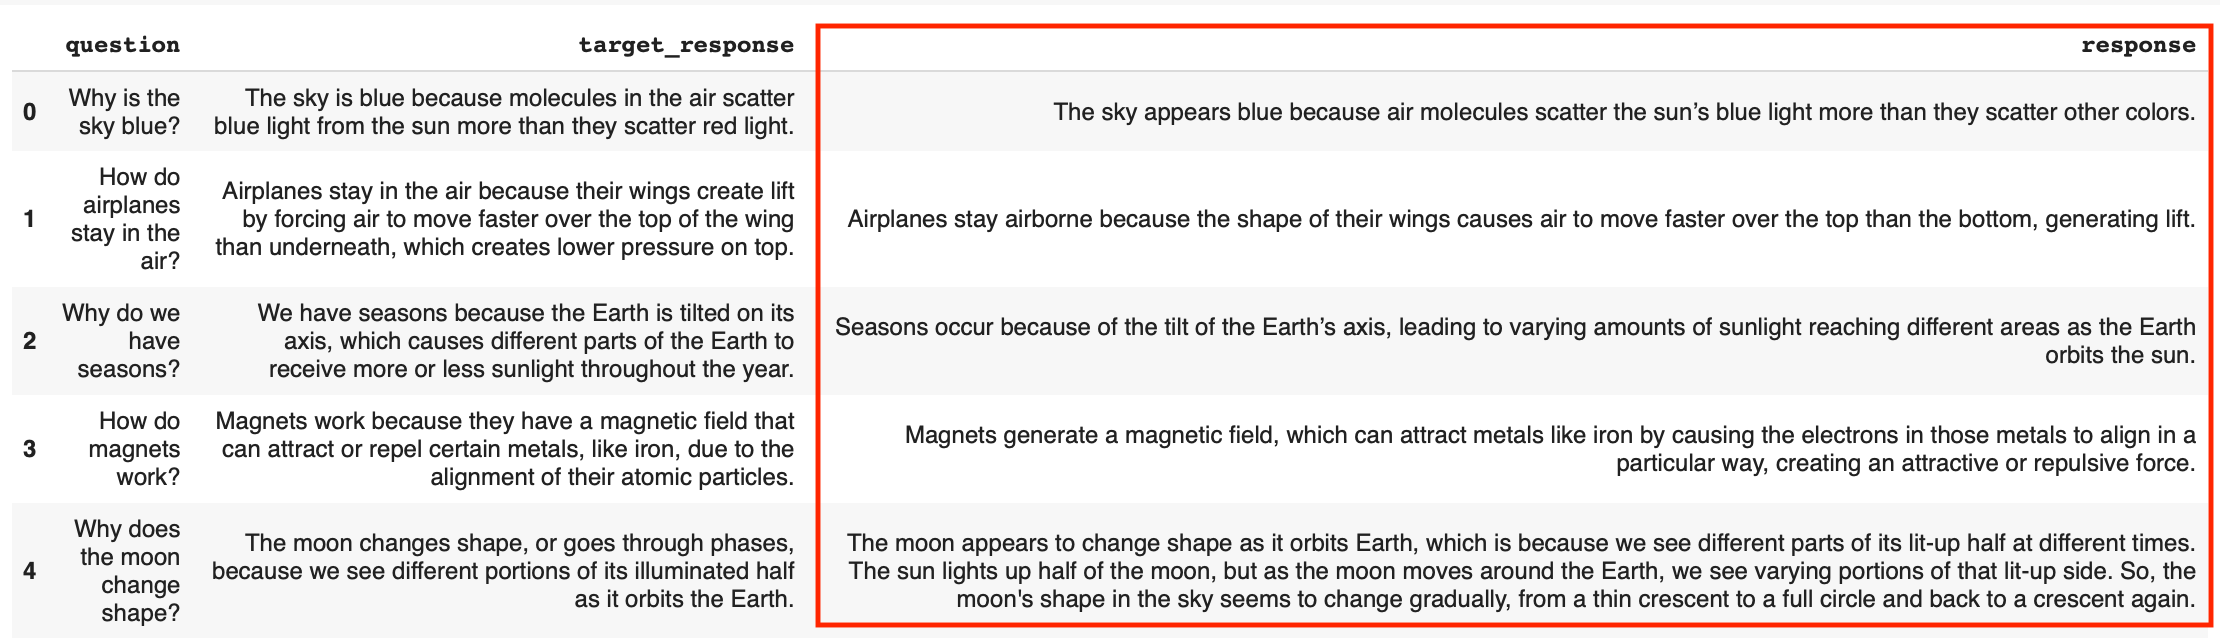 question target_response response
0 Why is the
sky blue?
The sky is blue because molecules in the air scatter
blue light from the sun more than they scatter red light.
The sky appears blue because air molecules scatter the sun’s blue light more than they scatter other colors.
1 How do
airplanes
stay in the
air?
Airplanes stay in the air because their wings create lift
by forcing air to move faster over the top of the wing
than underneath, which creates lower pressure on top.
Airplanes stay airborne because the shape of their wings causes air to move faster over the top than the bottom, generating lift.
2 Why do we
have
seasons?
We have seasons because the Earth is tilted on its
axis, which causes different parts of the Earth to
receive more or less sunlight throughout the year.
Seasons occur because of the tilt of the Earth’s axis, leading to varying amounts of sunlight reaching different areas as the Earth
orbits the sun.
3 How do
magnets
work?
Magnets work because they have a magnetic field that
can attract or repel certain metals, like iron, due to the
alignment of their atomic particles.
Magnets generate a magnetic field, which can attract metals like iron by causing the electrons in those metals to align in a
particular way, creating an attractive or repulsive force.
4 Why does
the moon
change
shape?
The moon changes shape, or goes through phases,
because we see different portions of its illuminated half
as it orbits the Earth.
The moon appears to change shape as it orbits Earth, which is because we see different parts of its lit-up half at different times.
The sun lights up half of the moon, but as the moon moves around the Earth, we see varying portions of that lit-up side. So, the
moon's shape in the sky seems to change gradually, from a thin crescent to a full circle and back to a crescent again.